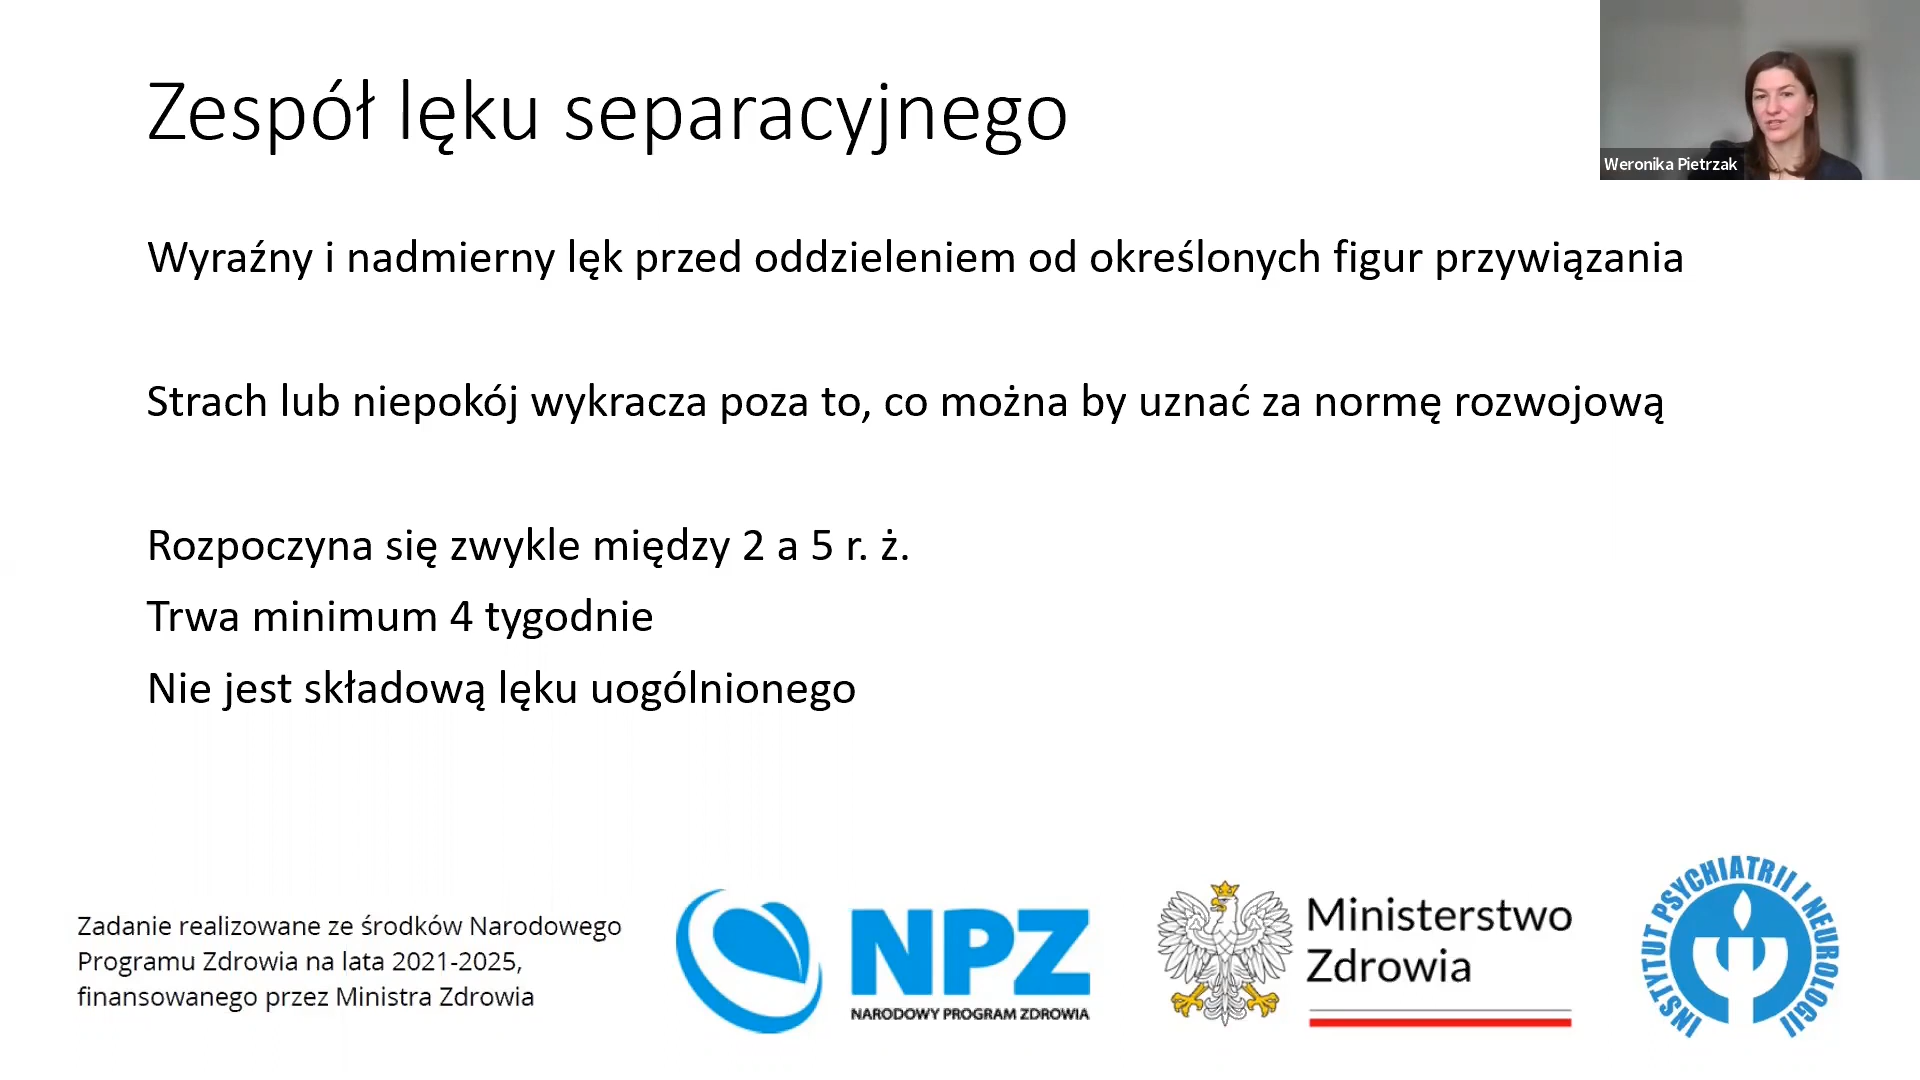 Zespół lęku separacyjnego
Weronika Pietrzak
Wyraźny i nadmierny lęk przed oddzieleniem od określonych figur przywiązania
Strach lub niepokój wykracza poza to, co można by uznać za normę rozwojową
Rozpoczyna się zwykle między 2 a 5 r. ż.
Trwa minimum 4 tygodnie
Nie jest składową lęku uogólnionego
Zadanie realizowane ze środków Narodowego
Programu Zdrowia na lata 2021-2025,
finansowanego przez Ministra Zdrowia
NPZ
NARODOWY PROGRAM ZDROWIA
Ministerstwo
Zdrowia
INSTYTUT PSYCHIATRII I NEUROLOGII